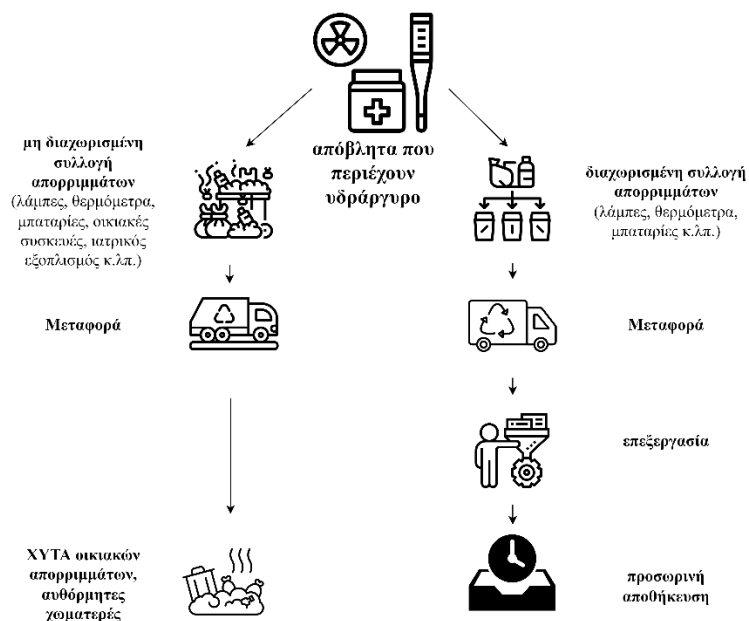 απόβλητα που
περιέχουν
υδράργυρο
μη διαχωρισμένη
συλλογή
απορριμμάτων
(λάμπες, θερμόμετρα,
μπαταρίες, οικιακές
συσκευές, ιατρικός
εξοπλισμός κ.λπ.)
διαχωρισμένη συλλογή
απορριμμάτων
(λάμπες, θερμόμετρα,
μπαταρίες κ.λπ.)
Μεταφορά
Μεταφορά
επεξεργασία
ΧΥΤΑ οικιακών
απορριμμάτων,
αυθόρμητες
χωματερές
προσωρινή
αποθήκευση